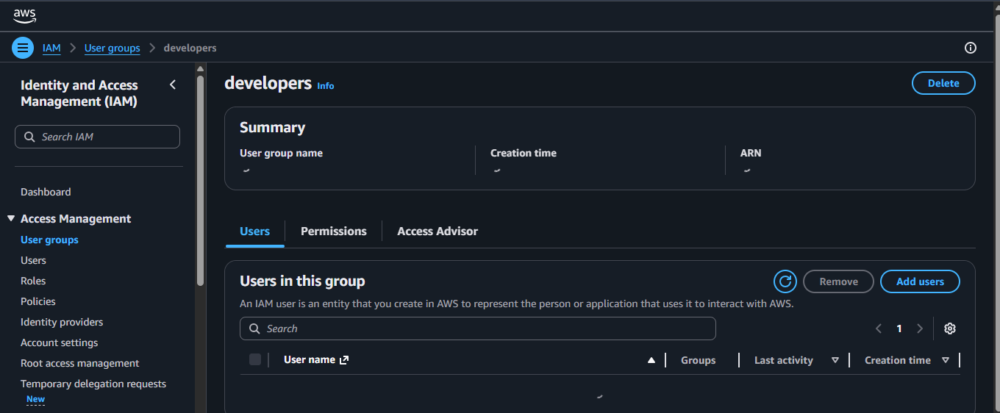 aws
IAM > User groups > developers
Identity and Access
Management (IAM)
Search IAM
Dashboard
Access Management
User groups
Users
Roles
Policies
Identity providers
Account settings
Root access management
Temporary delegation requests
New
developers Info
Delete
Summary
User group name
Creation time
ARN
Users
Permissions
Access Advisor
Users in this group
Remove
Add users
An IAM user is an entity that you create in AWS to represent the person or application that uses it to interact with AWS.
Search
1
User name
Groups
Last activity
Creation time